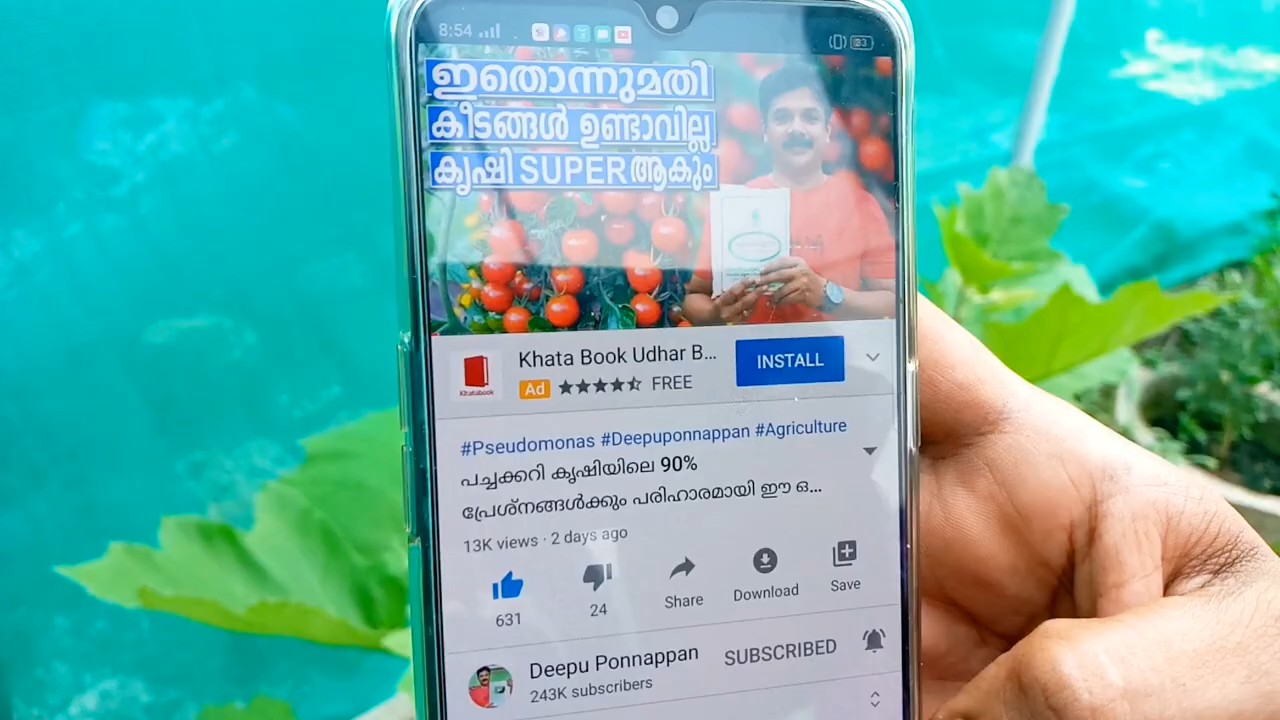 8:54
83
ഇതൊന്നുമതി
കീടങ്ങൾ ഉണ്ടാവില്ല
കൃഷി SUPER ആകും
Khata Book Udhar B...
INSTALL
Khatabook
Ad FREE
#Pseudomonas #Deepuponnappan #Agriculture
പച്ചക്കറി കൃഷിയിലെ 90%
പ്രേശ്നങ്ങൾക്കും പരിഹാരമായി ഈ ഒ...
13K views · 2 days ago
631
24
Share
Download
Save
Deepu Ponnappan
SUBSCRIBED
243K subscribers